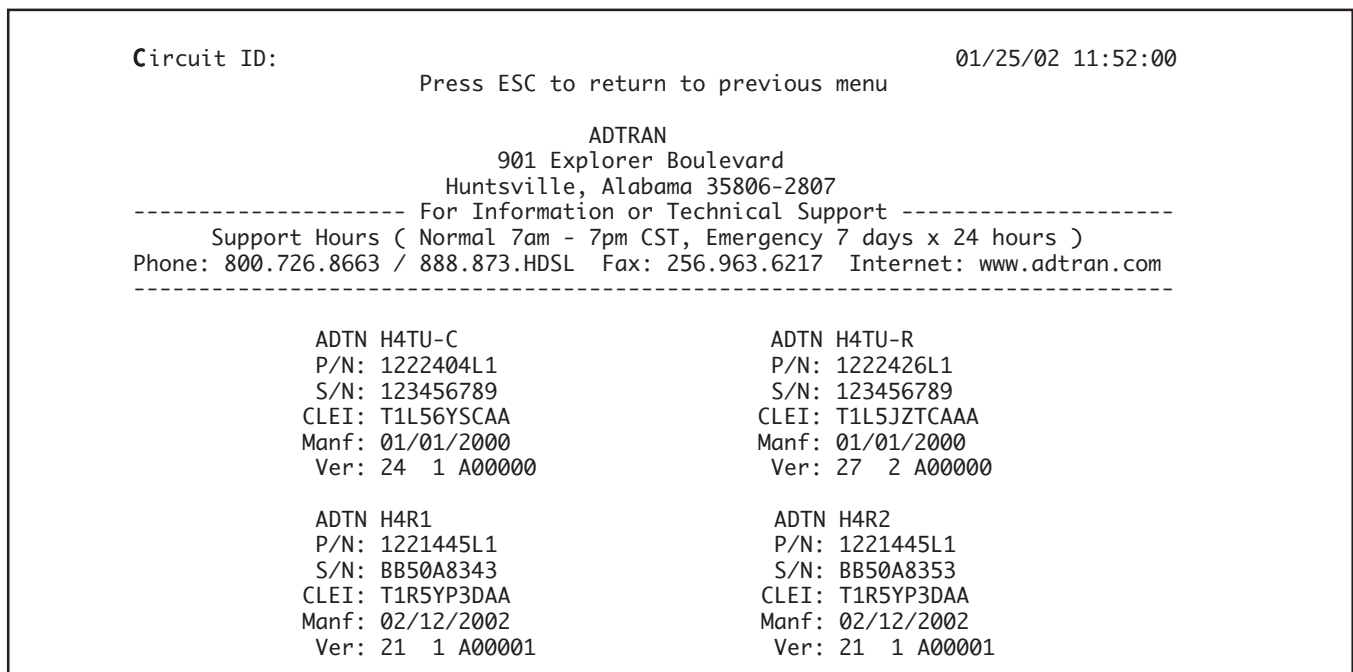 Circuit ID: 01/25/02 11:52:00
Press ESC to return to previous menu
ADTRAN
901 Explorer Boulevard
Huntsville, Alabama 35806-2807
--------------------- For Information or Technical Support ---------------------
Support Hours ( Normal 7am - 7pm CST, Emergency 7 days x 24 hours )
Phone: 800.726.8663 / 888.873.HDSL Fax: 256.963.6217 Internet: www.adtran.com
--------------------------------------------------------------------------------
ADTN H4TU-C ADTN H4TU-R
P/N: 1222404L1 P/N: 1222426L1
S/N: 123456789 S/N: 123456789
CLEI: T1L56YSCAA CLEI: T1L5JZTCAAA
Manf: 01/01/2000 Manf: 01/01/2000
Ver: 24 1 A00000 Ver: 27 2 A00000
ADTN H4R1 ADTN H4R2
P/N: 1221445L1 P/N: 1221445L1
S/N: BB50A8343 S/N: BB50A8353
CLEI: T1R5YP3DAA CLEI: T1R5YP3DAA
Manf: 02/12/2002 Manf: 02/12/2002
Ver: 21 1 A00001 Ver: 21 1 A00001